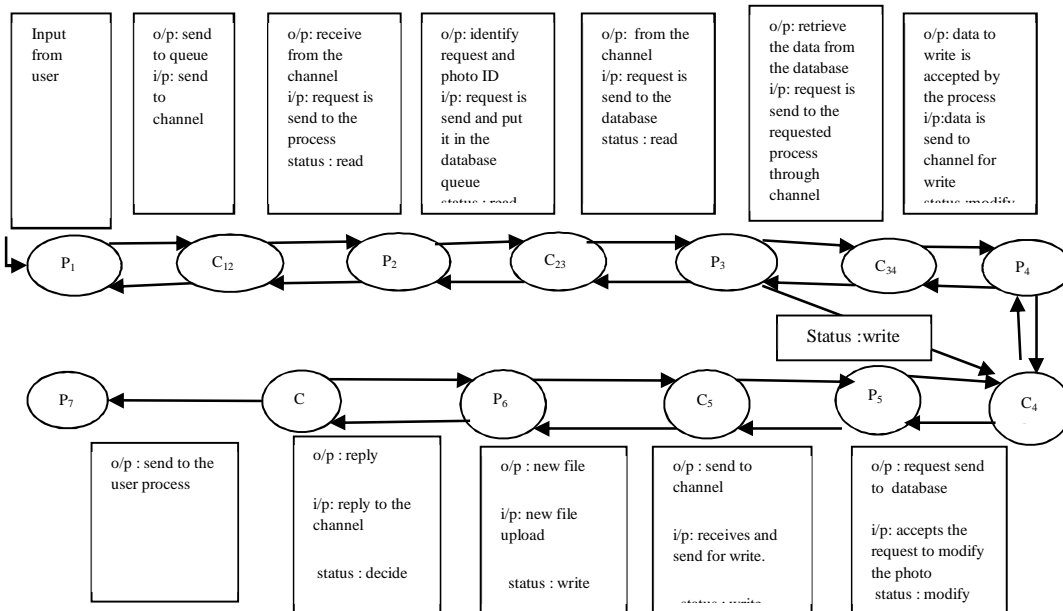 Input
from
user
o/p: send
to queue
i/p: send
to
channel
o/p: receive
from the
channel
i/p: request is
send to the
process
status : read
o/p: identify
request and
photo ID
i/p: request is
send and put
it in the
database
queue
status : read
o/p:  from the
channel
i/p: request is
send to the
database
status : read
o/p: retrieve
the data from
the database
i/p: request is
send to the
requested
process
through
channel
o/p: data to
write is
accepted by
the process
i/p:data is
send to
channel for
write
status :modify
P1
C12
P2
C23
P3
C34
P4
Status :write
P7
C
P6
C5
P5
C4
o/p : send to the
user process
o/p : reply
i/p: reply to the
channel
status : decide
o/p : new file
i/p: new file
upload
status : write
o/p : send to
channel
i/p: receives and
send for write.
status : write
o/p : request send
to  database
i/p: accepts the
request to modify
the photo
status : modify